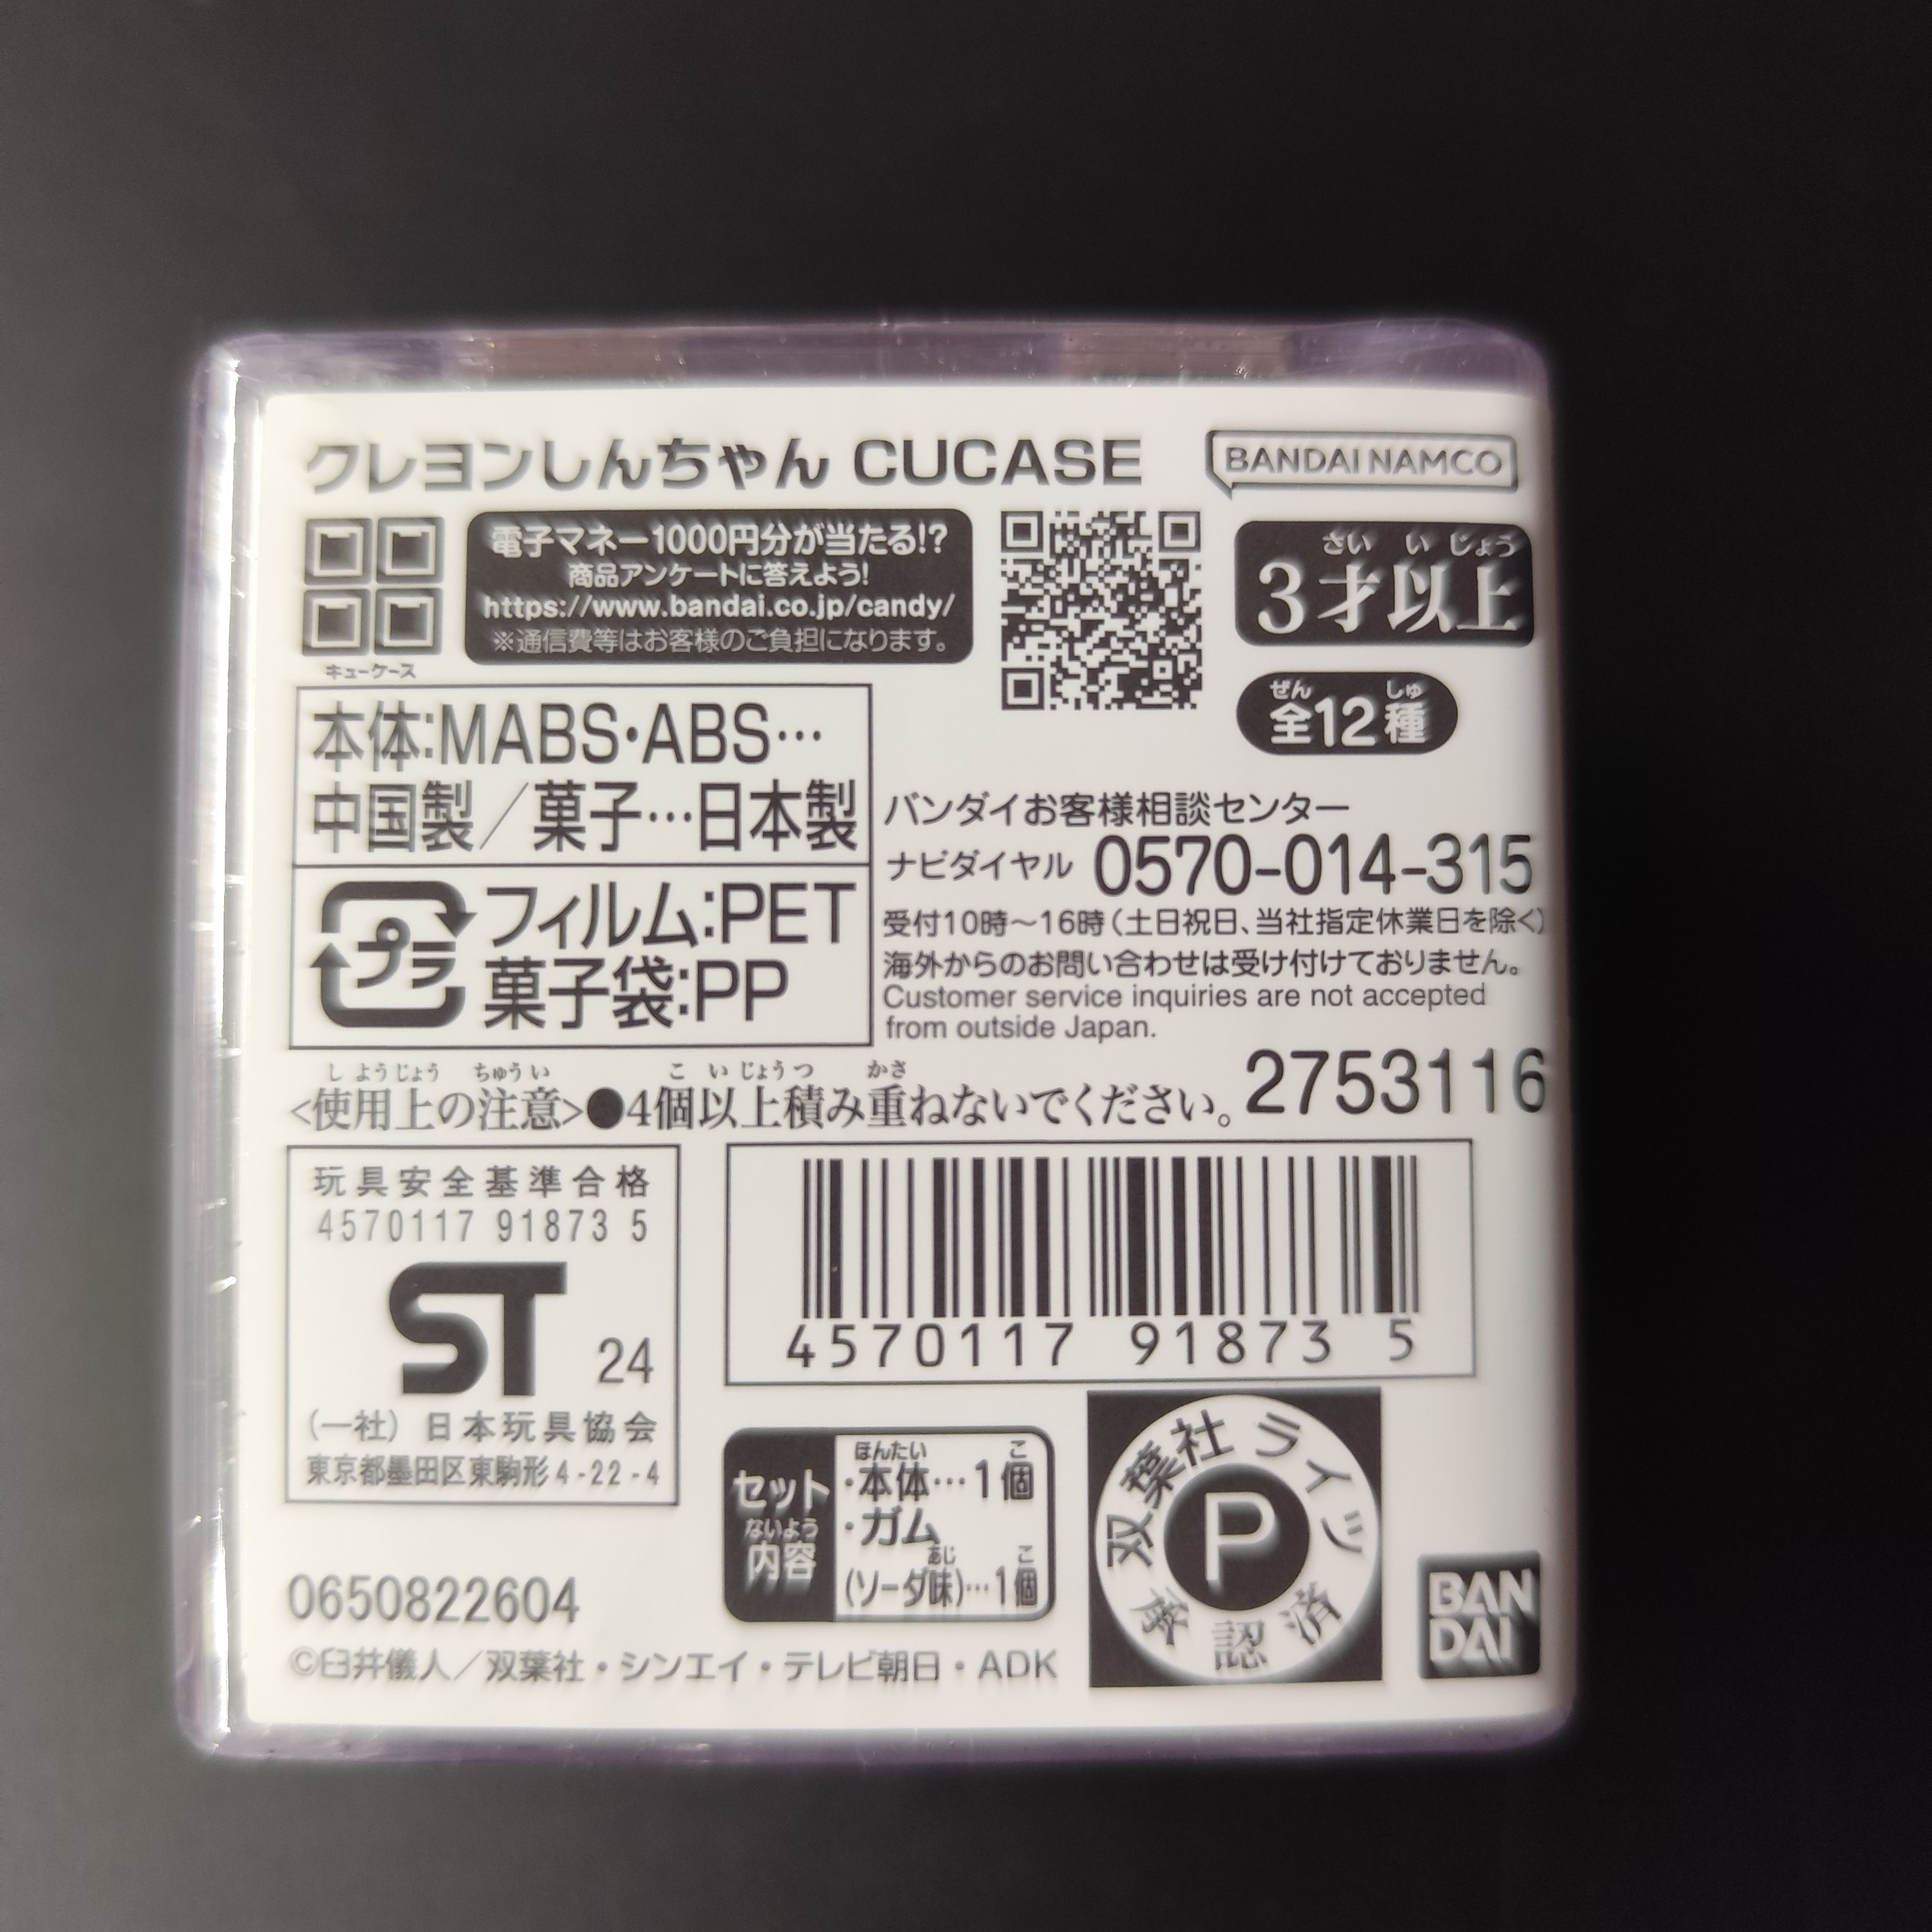 クレヨンしんちゃん CUCASE
BANDAI NAMCO
キューケース
電子マネー1000円分が当たる!?
商品アンケートに答えよう!
https://www.bandai.co.jp/candy/
※通信費等はお客様のご負担になります。
さい い じょう
3才以上
ぜん しゅ
全12種
本体:MABS・ABS…
中国製/菓子…日本製
プラ
フィルム:PET
菓子袋:PP
バンダイお客様相談センター
ナビダイヤル 0570-014-315
受付10時〜16時(土日祝日、当社指定休業日を除く)
海外からのお問い合わせは受け付けておりません。
Customer service inquiries are not accepted
from outside Japan.
2753116
し ようじょう ちゅう い こ い じょう つ かさ
<使用上の注意>●4個以上積み重ねないでください。
玩具安全基準合格
4570117 91873 5
ST 24
(一社)日本玩具協会
東京都墨田区東駒形4-22-4
4570117 91873 5
セット
ないよう
内容
ほんたい こ
・本体…1個
・ガム
あじ こ
(ソーダ味)…1個
双葉社ライツ
P
承認済
BAN
DAI
0650822604
©臼井儀人/双葉社・シンエイ・テレビ朝日・ADK